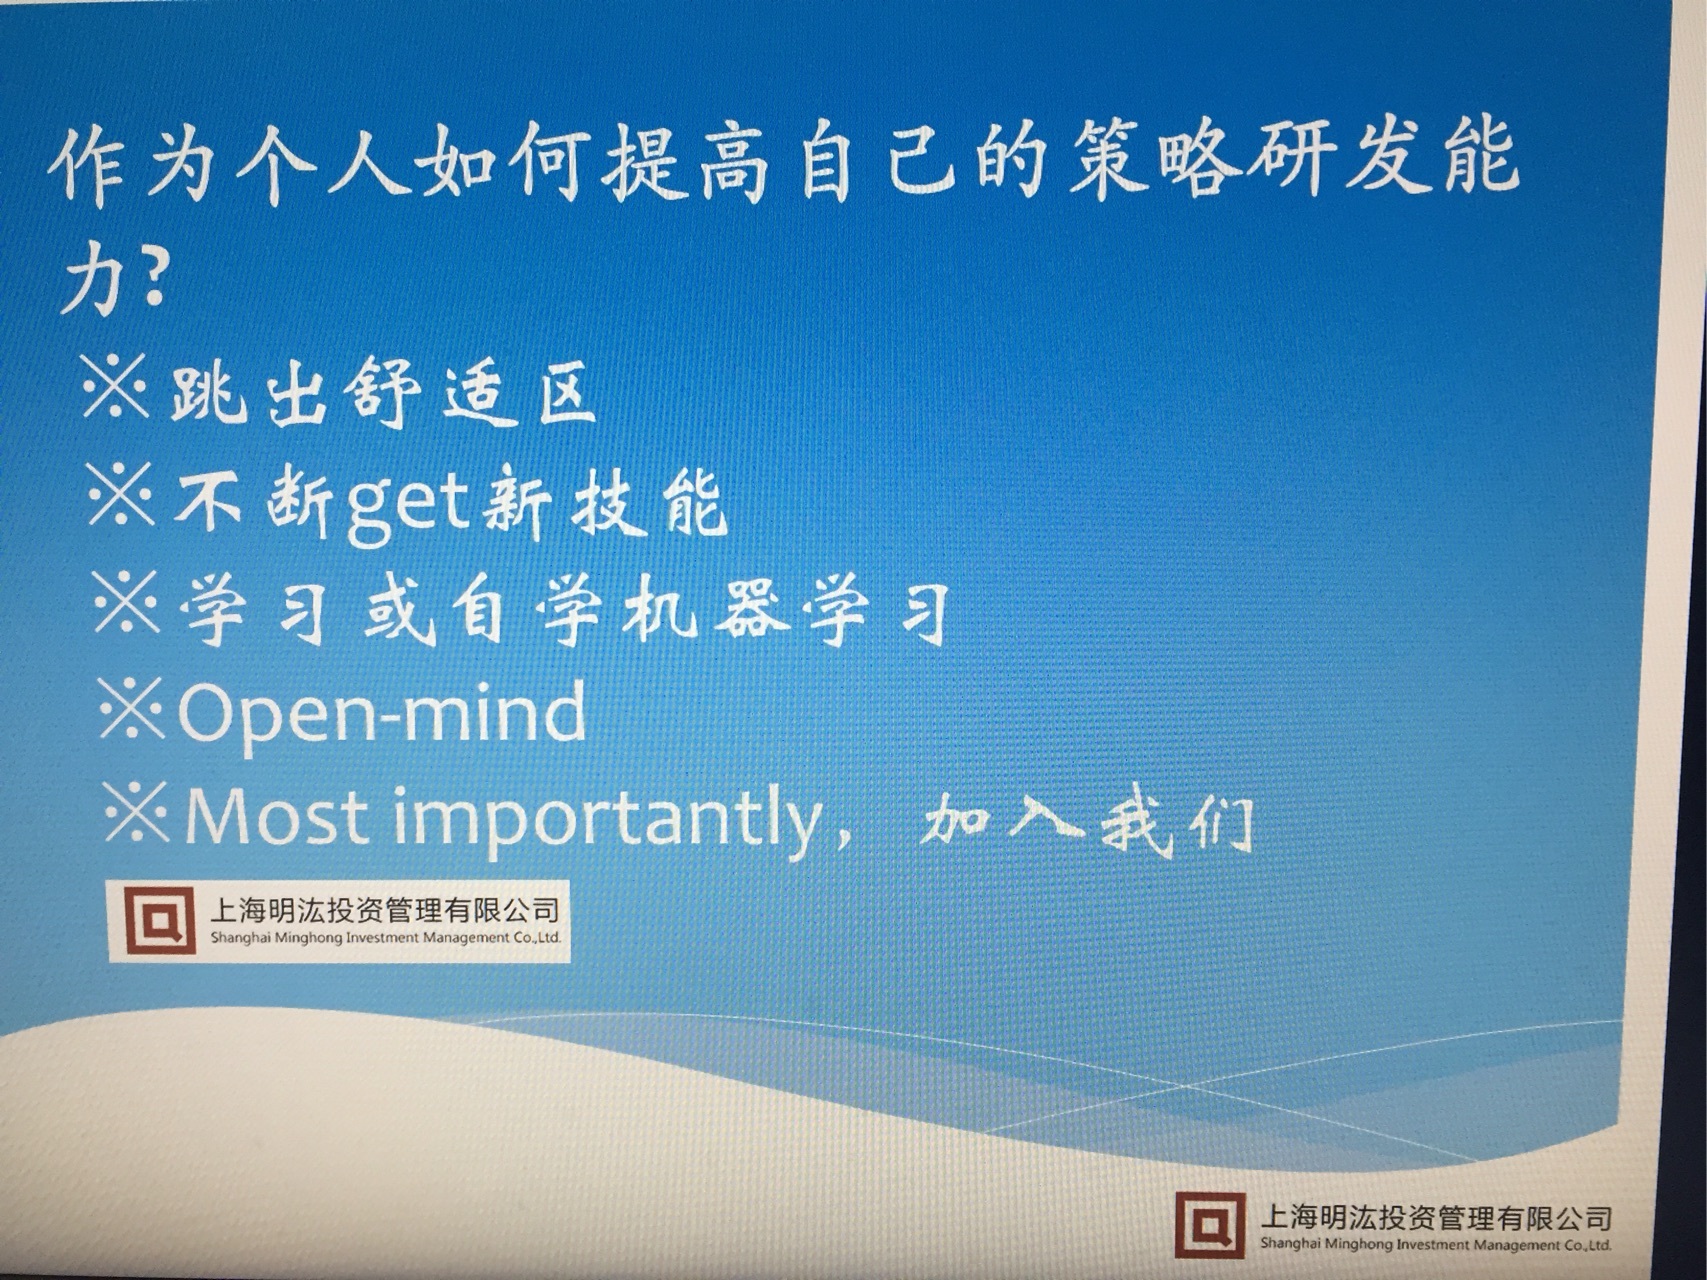 作为个人如何提高自己的策略研发能
力?
※跳出舒适区
※不断get新技能
※学习或自学机器学习
※Open-mind
※Most importantly，加入我们
上海明汯投资管理有限公司
Shanghai Minghong Investment Management Co.,Ltd.
上海明汯投资管理有限公司
Shanghai Minghong Investment Management Co.,Ltd.